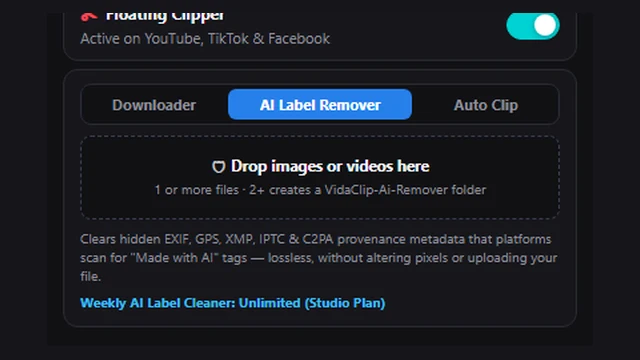 Floating Clipper
Active on YouTube, TikTok & Facebook
Downloader
AI Label Remover
Auto Clip
Drop images or videos here
1 or more files · 2+ creates a VidaClip-Ai-Remover folder
Clears hidden EXIF, GPS, XMP, IPTC & C2PA provenance metadata that platforms
scan for "Made with AI" tags — lossless, without altering pixels or uploading your
file.
Weekly AI Label Cleaner: Unlimited (Studio Plan)